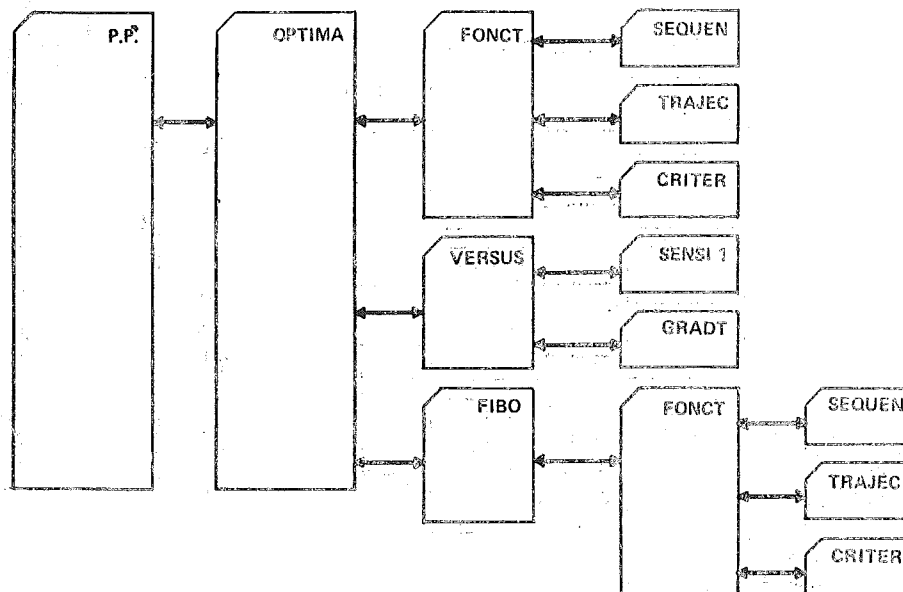 P.P.
OPTIMA
FONCT
SEQUEN
TRAJEC
CRITER
VERSUS
SENSI 1
GRADT
FIBO
FONCT
SEQUEN
TRAJEC
CRITER